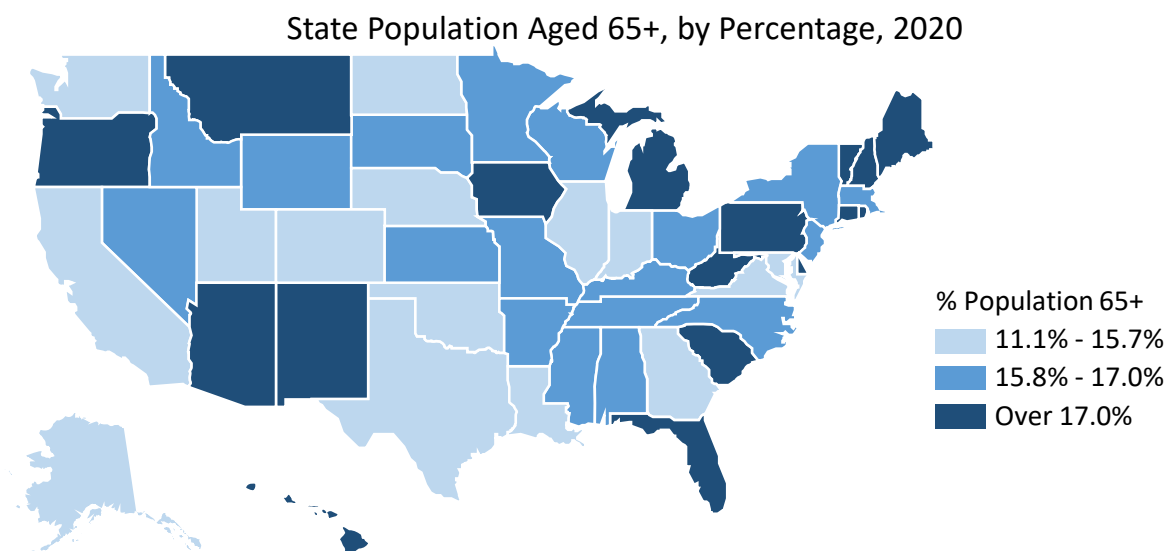 State Population Aged 65+, by Percentage, 2020
% Population 65+
11.1% - 15.7%
15.8% - 17.0%
Over 17.0%